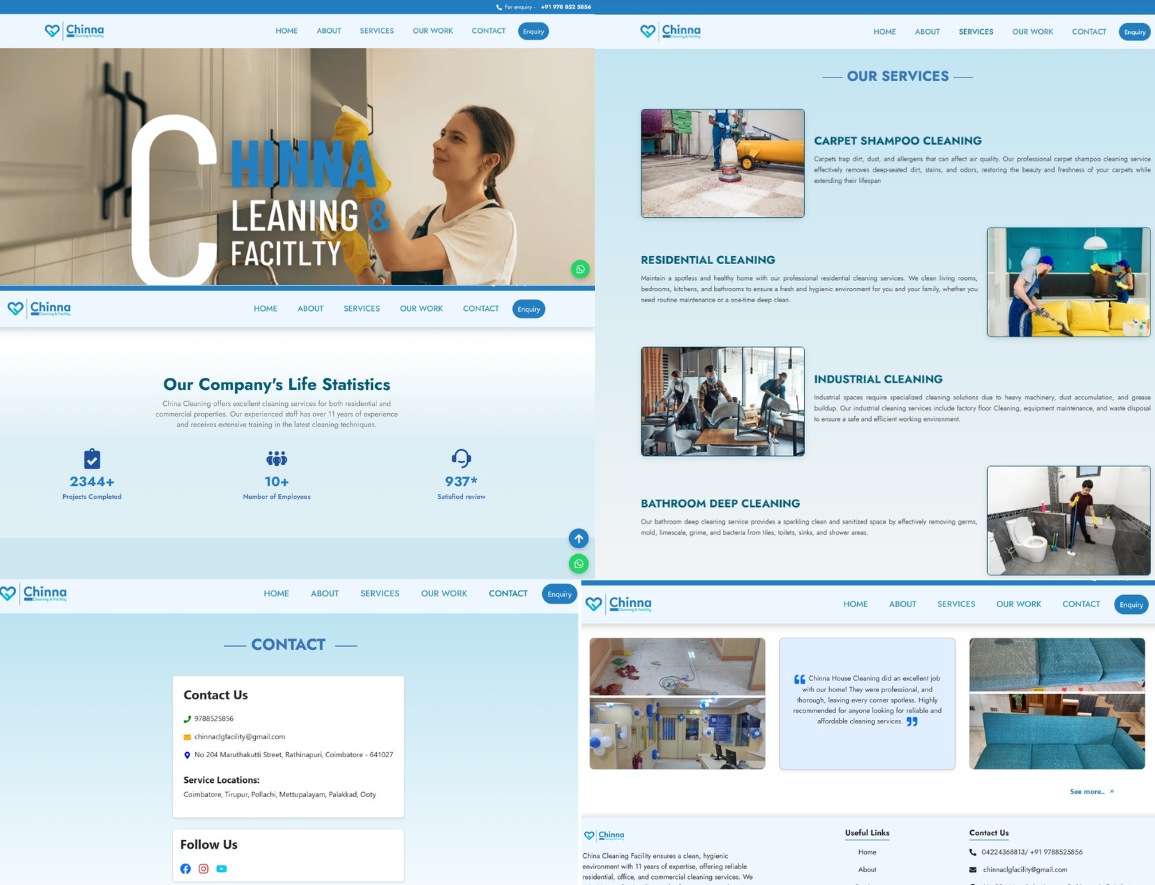 For enquiry - +91 978 852 5856
Chinna
HOME ABOUT SERVICES OUR WORK CONTACT Enquiry
CHINNA
LEANING &
FACITLTY
Chinna
Cleaning & Facility
HOME ABOUT SERVICES OUR WORK CONTACT Enquiry
Our Company's Life Statistics
China Cleaning offers excellent cleaning services for both residential and
commercial properties. Our experienced staff has over 11 years of experience
and receives extensive training in the latest cleaning techniques.
2344+ 10+ 937*
Projects Completed Number of Employees Satisfied review
Chinna
HOME ABOUT SERVICES OUR WORK CONTACT Enquiry
OUR SERVICES
CARPET SHAMPOO CLEANING
Carpets trap dirt, dust, and allergens that can affect air quality. Our professional carpet shampoo cleaning service
effectively removes deep-seated dirt, stains, and odors, restoring the beauty and freshness of your carpets while
extending their lifespan
RESIDENTIAL CLEANING
Maintain a spotless and healthy home with our professional residential cleaning services. We clean living rooms,
bedrooms, kitchens, and bathrooms to ensure a fresh and hygienic environment for you and your family, whether you
need routine maintenance or a one-time deep clean.
INDUSTRIAL CLEANING
Industrial spaces require specialized cleaning solutions due to heavy machinery, dust accumulation, and grease
buildup. Our industrial cleaning services include factory floor Cleaning, equipment maintenance, and waste disposal
to ensure a safe and efficient working environment.
BATHROOM DEEP CLEANING
Our bathroom deep cleaning service provides a sparkling clean and sanitized space by effectively removing germs,
mold, limescale, grime, and bacteria from tiles, toilets, sinks, and shower areas.
Chinna
HOME ABOUT SERVICES OUR WORK CONTACT Enquiry
CONTACT
Contact Us
9788525856
chinnaclgfacility@gmail.com
No 204 Maruthakutti Street, Rathinapuri, Coimbatore - 641027
Service Locations:
Coimbatore, Tirupur, Pollachi, Mettupalayam, Palakkad, Ooty
Follow Us
Chinna
HOME ABOUT SERVICES OUR WORK CONTACT Enquiry
Chinna House Cleaning did an excellent job
with our home! They were professional, and
thorough, leaving every corner spotless. Highly
recommended for anyone looking for reliable and
affordable cleaning services.
See more.. »
Chinna
China Cleaning Facility ensures a clean, hygienic
environment with 11 years of expertise, offering reliable
residential, office, and commercial cleaning services. We
Useful Links
Home
About
Contact Us
04224368813/ +91 9788525856
chinnaclgfacility@gmail.com